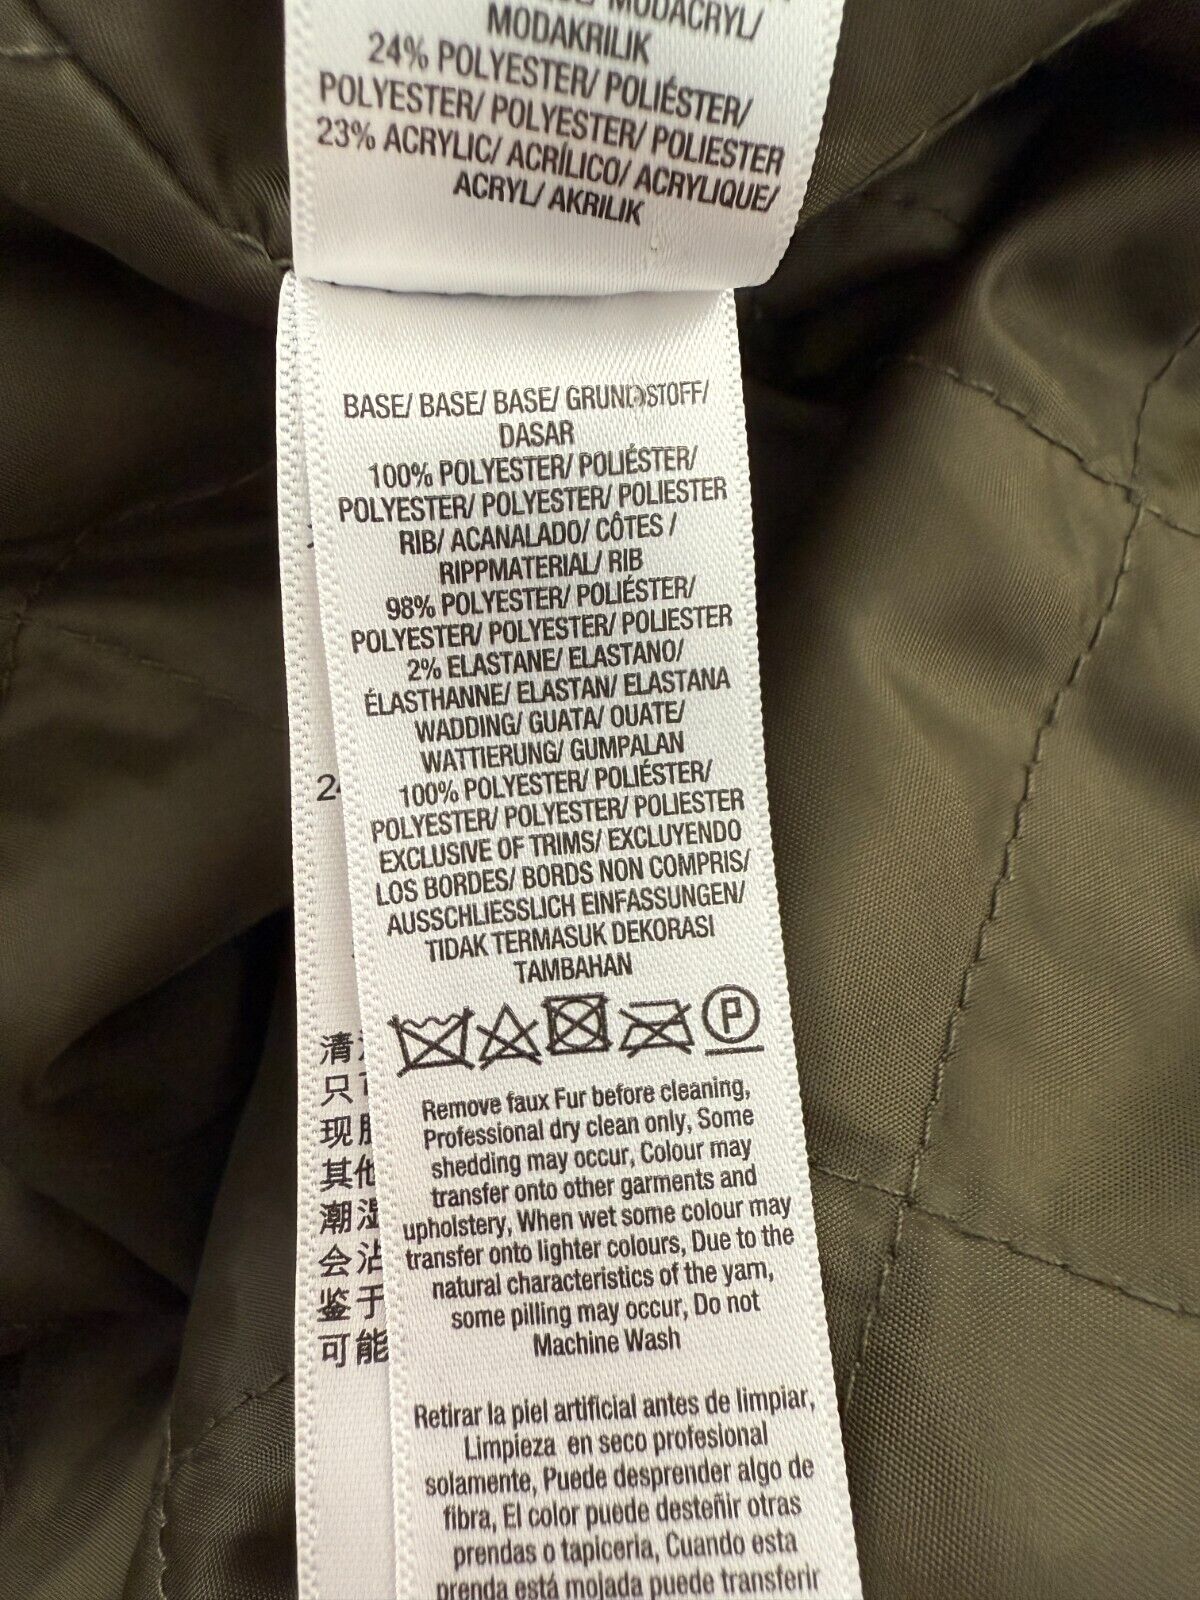 MODACRYL/
MODAKRILIK
24% POLYESTER/ POLIÉSTER/
POLYESTER/ POLYESTER/ POLIESTER
23% ACRYLIC/ ACRÍLICO/ ACRYLIQUE/
ACRYL/ AKRILIK
BASE/ BASE/ BASE/ GRUNDSTOFF/
DASAR
100% POLYESTER/ POLIÉSTER/
POLYESTER/ POLYESTER/ POLIESTER
RIB/ ACANALADO/ CÔTES /
RIPPMATERIAL/ RIB
98% POLYESTER/ POLIÉSTER/
POLYESTER/ POLYESTER/ POLIESTER
2% ELASTANE/ ELASTANO/
ÉLASTHANNE/ ELASTAN/ ELASTANA
WADDING/ GUATA/ OUATE/
WATTIERUNG/ GUMPALAN
100% POLYESTER/ POLIÉSTER/
POLYESTER/ POLYESTER/ POLIESTER
EXCLUSIVE OF TRIMS/ EXCLUYENDO
LOS BORDES/ BORDS NON COMPRIS/
AUSSCHLIESSLICH EINFASSUNGEN/
TIDAK TERMASUK DEKORASI
TAMBAHAN
P
Remove faux Fur before cleaning,
Professional dry clean only, Some
shedding may occur, Colour may
transfer onto other garments and
upholstery, When wet some colour may
transfer onto lighter colours, Due to the
natural characteristics of the yarn,
some pilling may occur, Do not
Machine Wash
Retirar la piel artificial antes de limpiar,
Limpieza en seco profesional
solamente, Puede desprender algo de
fibra, El color puede desteñir otras
prendas o tapicería, Cuando esta
prenda está mojada puede transferir
清
只
现
其他
潮湿
会沾
鉴于
可能